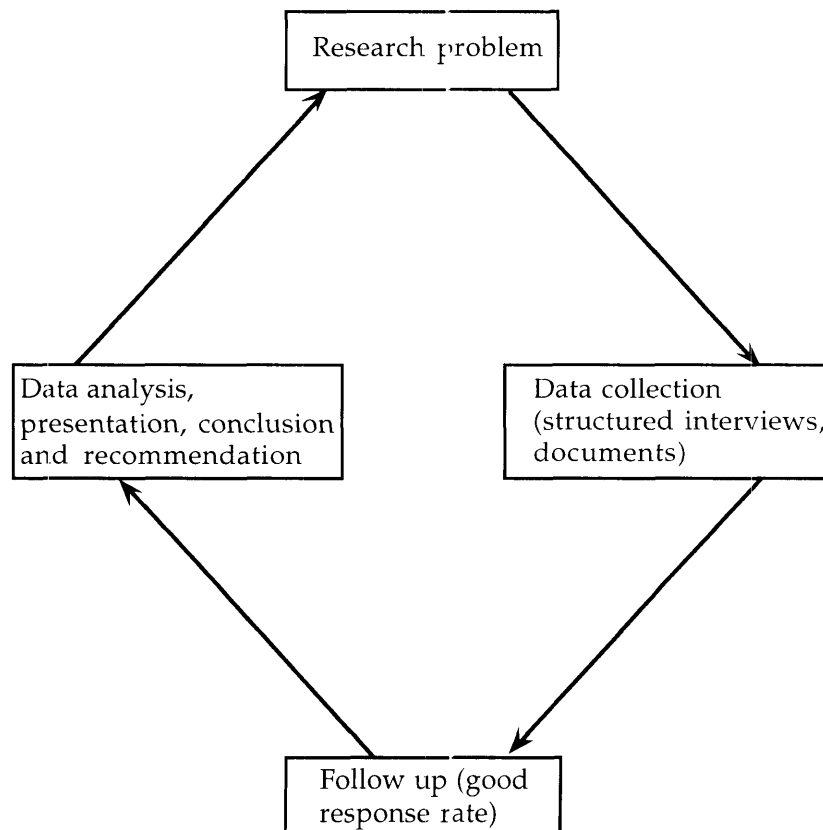 Research problem
Data analysis,
presentation, conclusion
and recommendation
Data collection
(structured interviews,
documents)
Follow up (good
response rate)